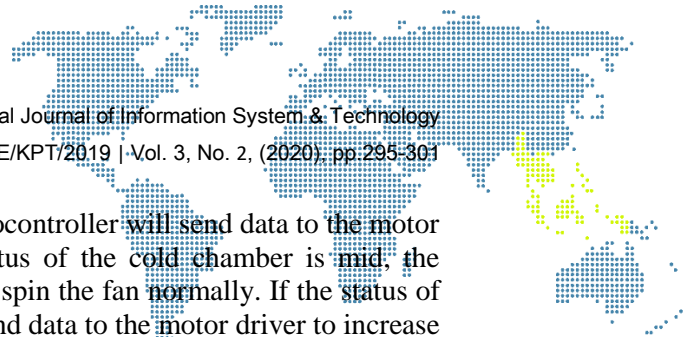 al Journal of Information System & Technology
E/KPT/2019 | Vol. 3, No. 2, (2020), pp.295-301
ocontroller will send data to the motor
tus of the cold chamber is mid, the
spin the fan normally. If the status of
nd data to the motor driver to increase